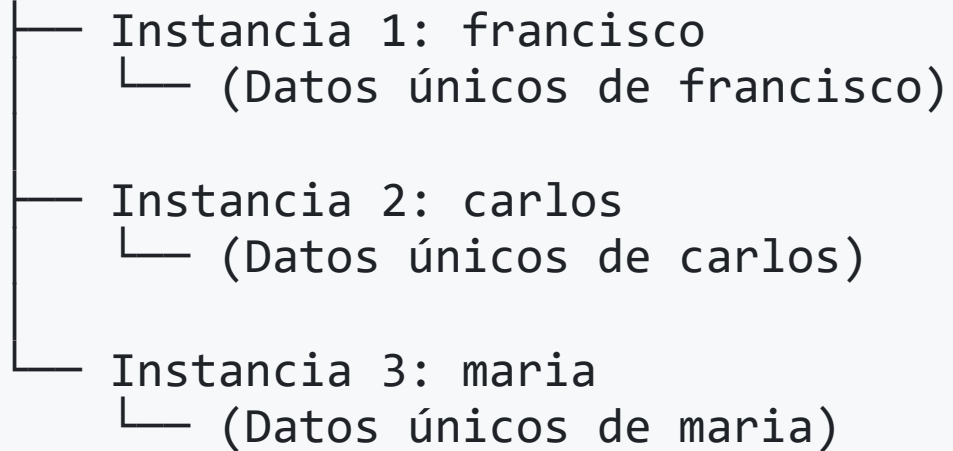 ├── Instancia 1: francisco
│   └── (Datos únicos de francisco)
│
├── Instancia 2: carlos
│   └── (Datos únicos de carlos)
│
└── Instancia 3: maria
    └── (Datos únicos de maria)